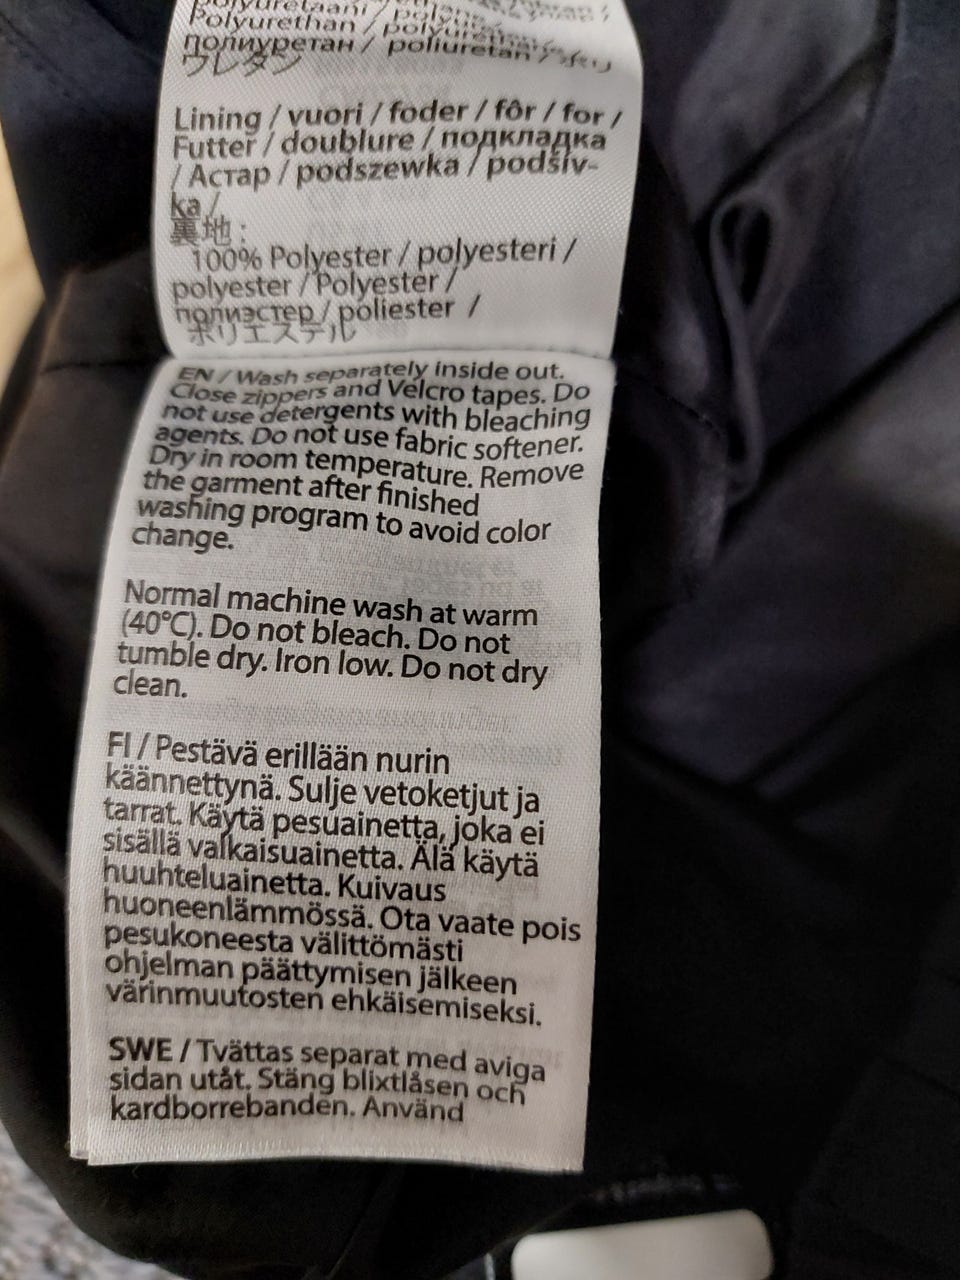 Polyurethan / polyuretan
полиуретан / poliuretan / ポリ
ウレタン
Lining / vuori / foder / fôr / for /
Futter / doublure / подкладка
/ Астар / podszewka / podšív-
ka /
裏地 :
100% Polyester / polyesteri /
polyester / Polyester /
полиэстер / poliester /
ポリエステル
EN / Wash separately inside out.
Close zippers and Velcro tapes. Do
not use detergents with bleaching
agents. Do not use fabric softener.
Dry in room temperature. Remove
the garment after finished
washing program to avoid color
change.
Normal machine wash at warm
(40°C). Do not bleach. Do not
tumble dry. Iron low. Do not dry
clean.
FI / Pestävä erillään nurin
käännettynä. Sulje vetoketjut ja
tarrat. Käytä pesuainetta, joka ei
sisällä valkaisuainetta. Älä käytä
huuhteluainetta. Kuivaus
huoneenlämmössä. Ota vaate pois
pesukoneesta välittömästi
ohjelman päättymisen jälkeen
värinmuutosten ehkäisemiseksi.
SWE / Tvättas separat med aviga
sidan utåt. Stäng blixtlåsen och
kardborrebanden. Använd